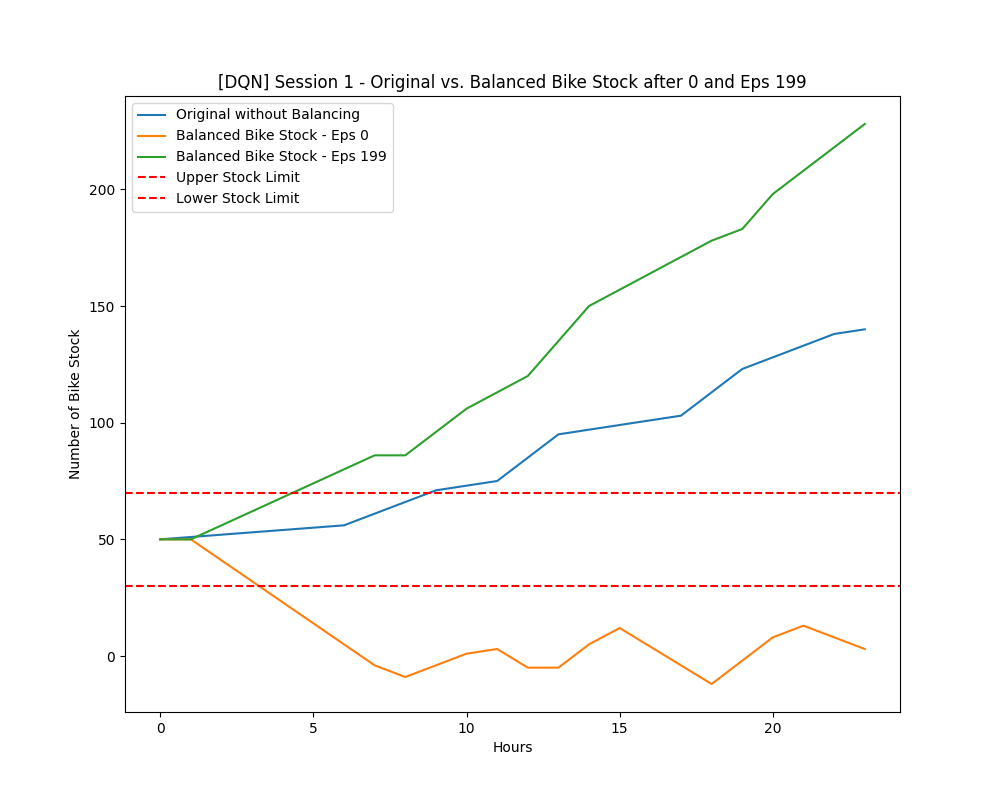 [DQN] Session 1 - Original vs. Balanced Bike Stock after 0 and Eps 199
Original without Balancing
Balanced Bike Stock - Eps 0
Balanced Bike Stock - Eps 199
Upper Stock Limit
Lower Stock Limit
Number of Bike Stock
200
150
100
50
0
0 5 10 15 20
Hours